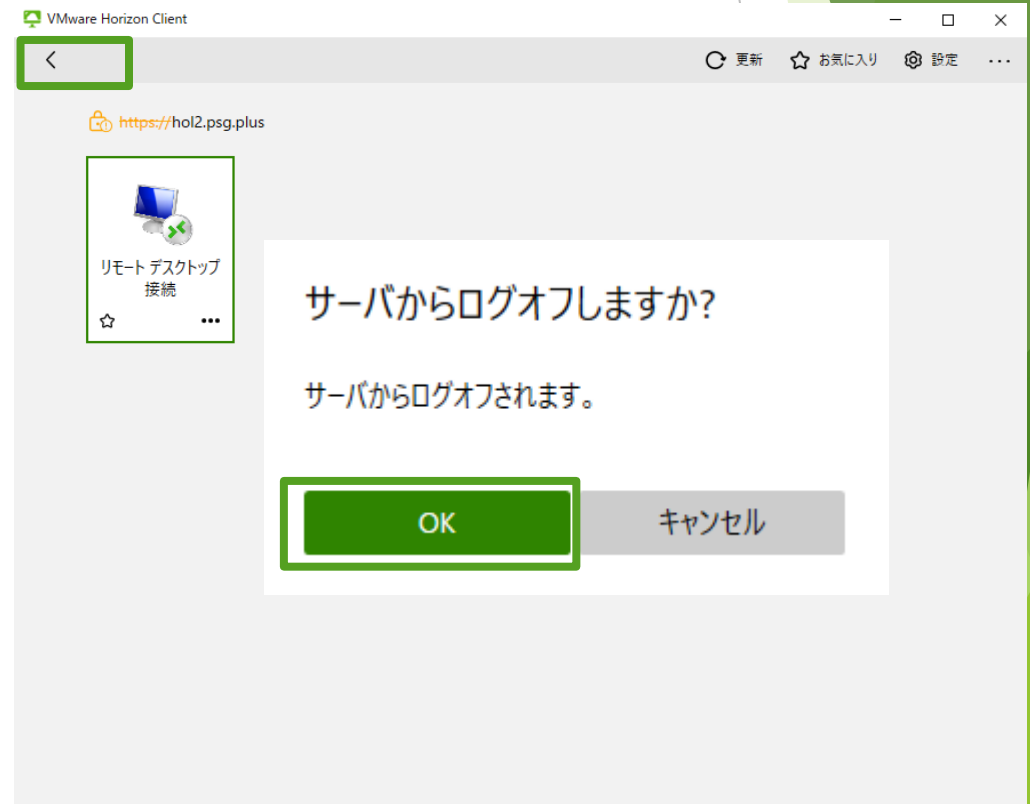 VMware Horizon Client
更新 お気に入り 設定
https://hol2.psg.plus
リモート デスクトップ
接続
サーバからログオフしますか?
サーバからログオフされます。
OK キャンセル